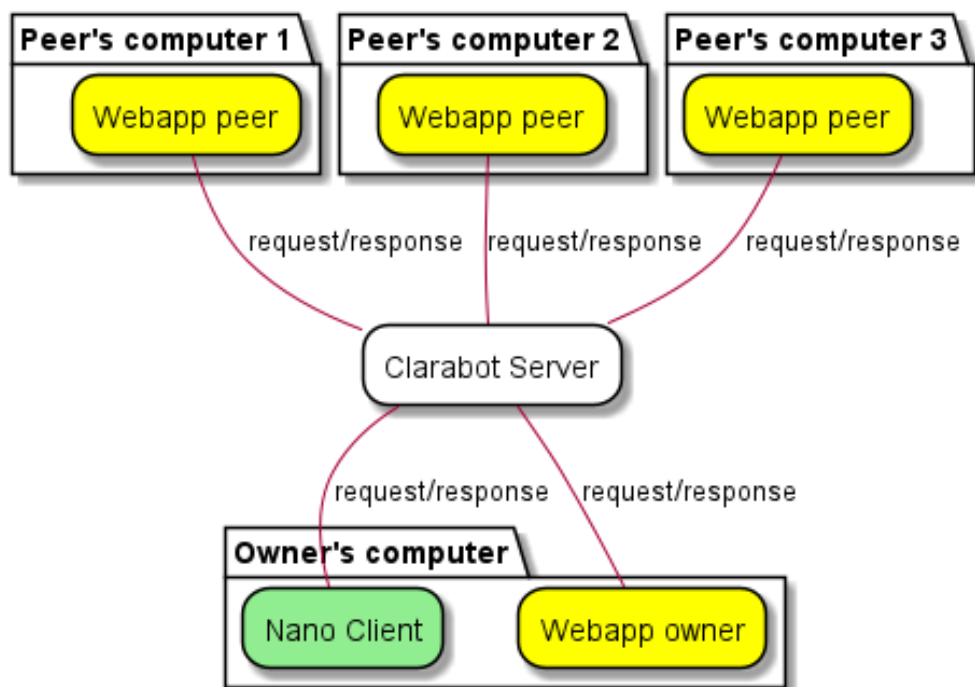 Peer's computer 1
Peer's computer 2
Peer's computer 3
Webapp peer
Webapp peer
Webapp peer
request/response
request/response
request/response
Clarabot Server
request/response
request/response
Owner's computer
Nano Client
Webapp owner